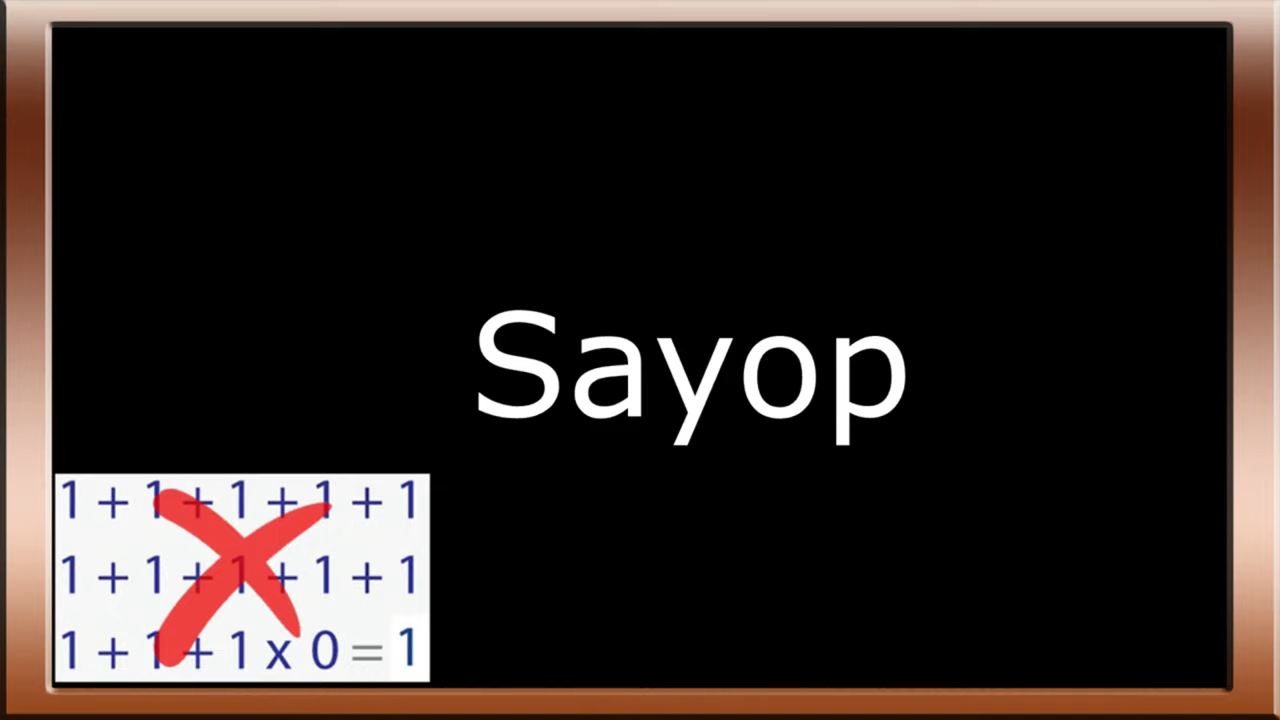 Sayop
1 + 1 + 1 + 1 + 1
1 + 1 + 1 + 1 + 1
1 + 1 + 1 x 0 = 1